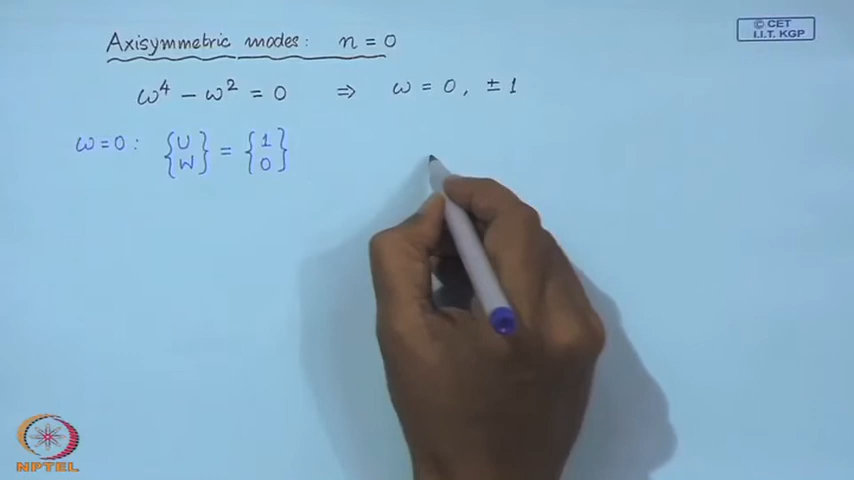 Axisymmetric modes: n = 0
© CET
I.I.T. KGP
ω⁴ − ω² = 0 ⇒ ω = 0, ± 1
ω = 0 : {U W} = {1 0}
NPTEL